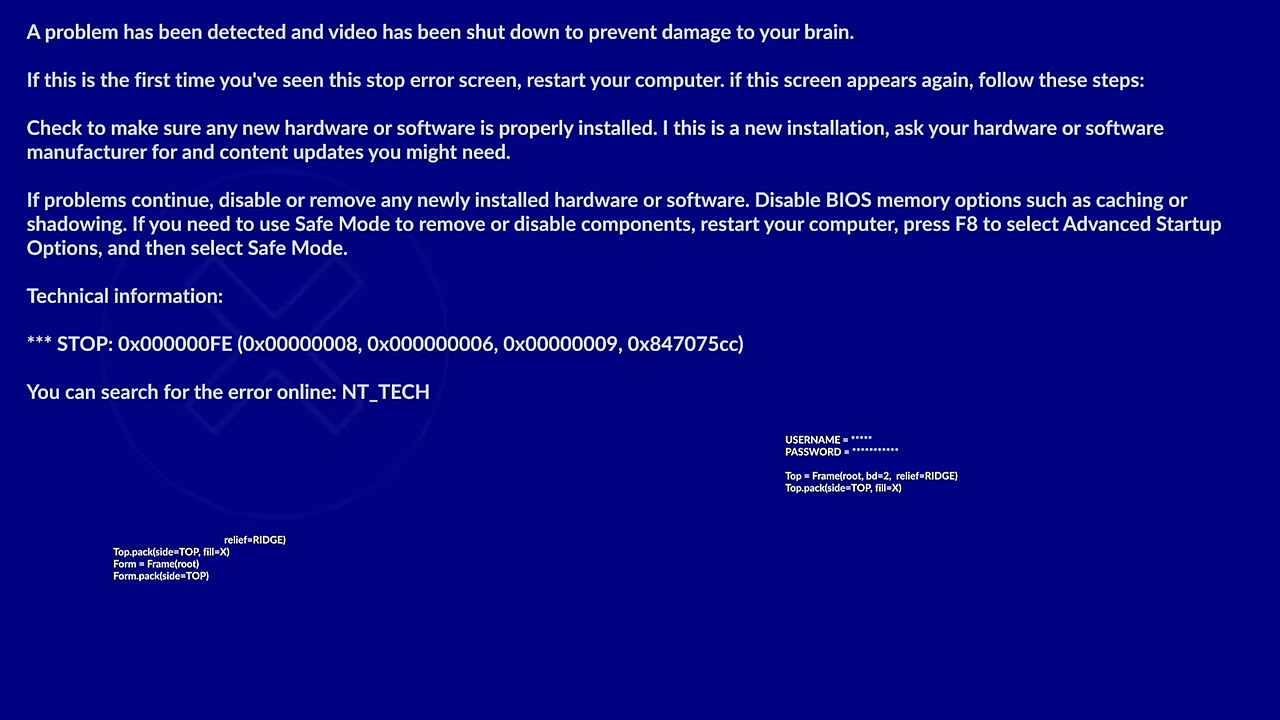 A problem has been detected and video has been shut down to prevent damage to your brain.
If this is the first time you've seen this stop error screen, restart your computer. if this screen appears again, follow these steps:
Check to make sure any new hardware or software is properly installed. I this is a new installation, ask your hardware or software
manufacturer for and content updates you might need.
If problems continue, disable or remove any newly installed hardware or software. Disable BIOS memory options such as caching or
shadowing. If you need to use Safe Mode to remove or disable components, restart your computer, press F8 to select Advanced Startup
Options, and then select Safe Mode.
Technical information:
*** STOP: 0x000000FE (0x00000008, 0x000000006, 0x00000009, 0x847075cc)
You can search for the error online: NT_TECH
USERNAME = *****
PASSWORD = ***********
Top = Frame(root, bd=2, relief=RIDGE)
Top.pack(side=TOP, fill=X)
relief=RIDGE)
Top.pack(side=TOP, fill=X)
Form = Frame(root)
Form.pack(side=TOP)